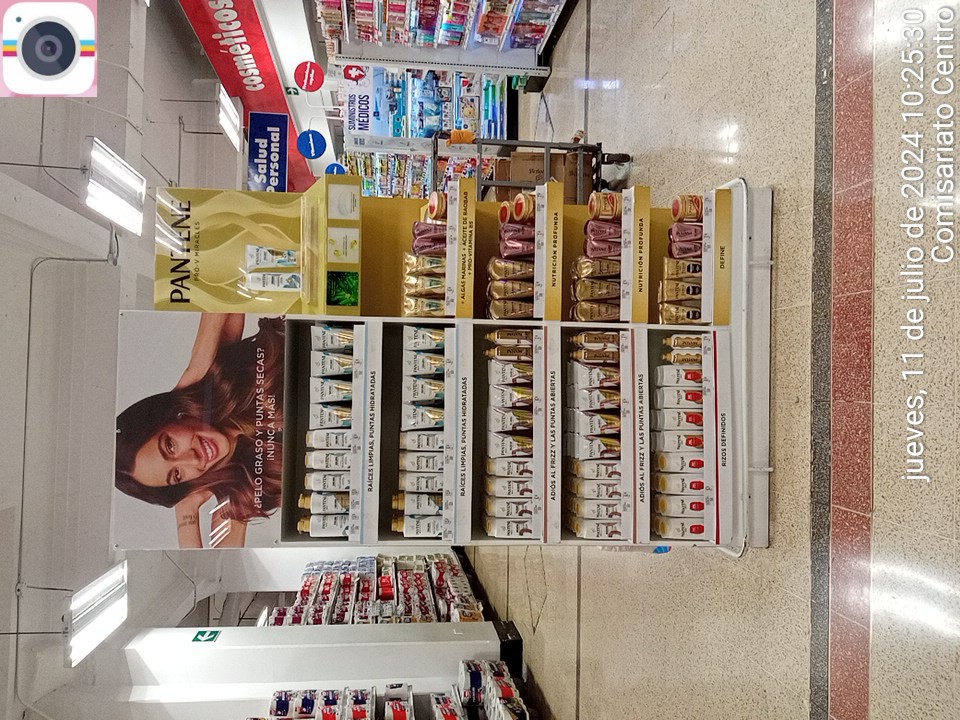 ¿PELO GRASO Y PUNTAS SECAS?
¡NUNCA MÁS!
PANTENE
PRO-V MIRACLES
Salud
Personal
cosméticos
SUMINISTROS
MÉDICOS
RAÍCES LIMPIAS, PUNTAS HIDRATADAS
RAÍCES LIMPIAS, PUNTAS HIDRATADAS
+ ALGAS MARINAS + ACEITE DE BAOBAB
+ PRO-VITAMINA B5
ADIÓS AL FRIZZ Y LAS PUNTAS ABIERTAS
NUTRICIÓN PROFUNDA
ADIÓS AL FRIZZ Y LAS PUNTAS ABIERTAS
NUTRICIÓN PROFUNDA
RIZOS DEFINIDOS
DEFINE
jueves, 11 de julio de 2024 10:25:30
Comisariato Centro